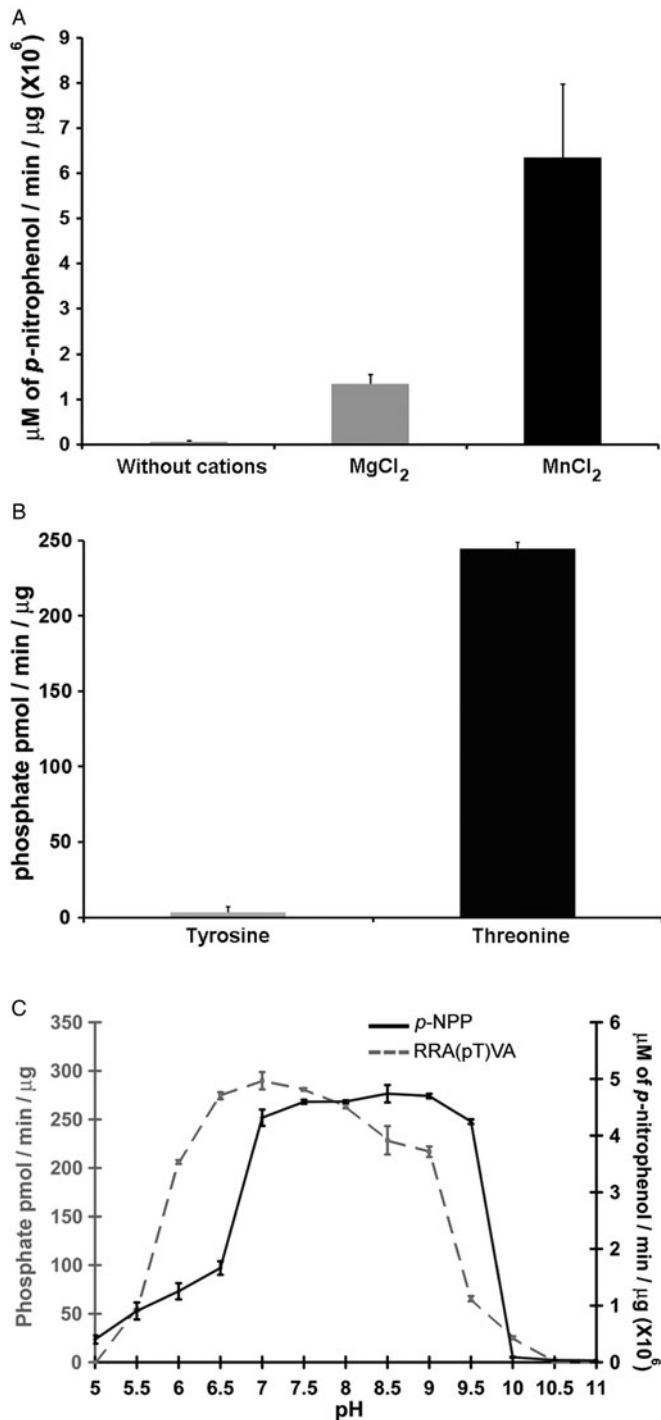 A
μM of p-nitrophenol / min / μg (X10⁶)
9
8
7
6
5
4
3
2
1
0
Without cations MgCl₂ MnCl₂
B
phosphate pmol / min / μg
250
200
150
100
50
0
Tyrosine Threonine
C
p-NPP
RRA(pT)VA
Phosphate pmol / min / μg
350
300
250
200
150
100
50
0
μM of p-nitrophenol / min / μg (X10⁶)
6
5
4
3
2
1
0
5 5.5 6 6.5 7 7.5 8 8.5 9 9.5 10 10.5 11
pH